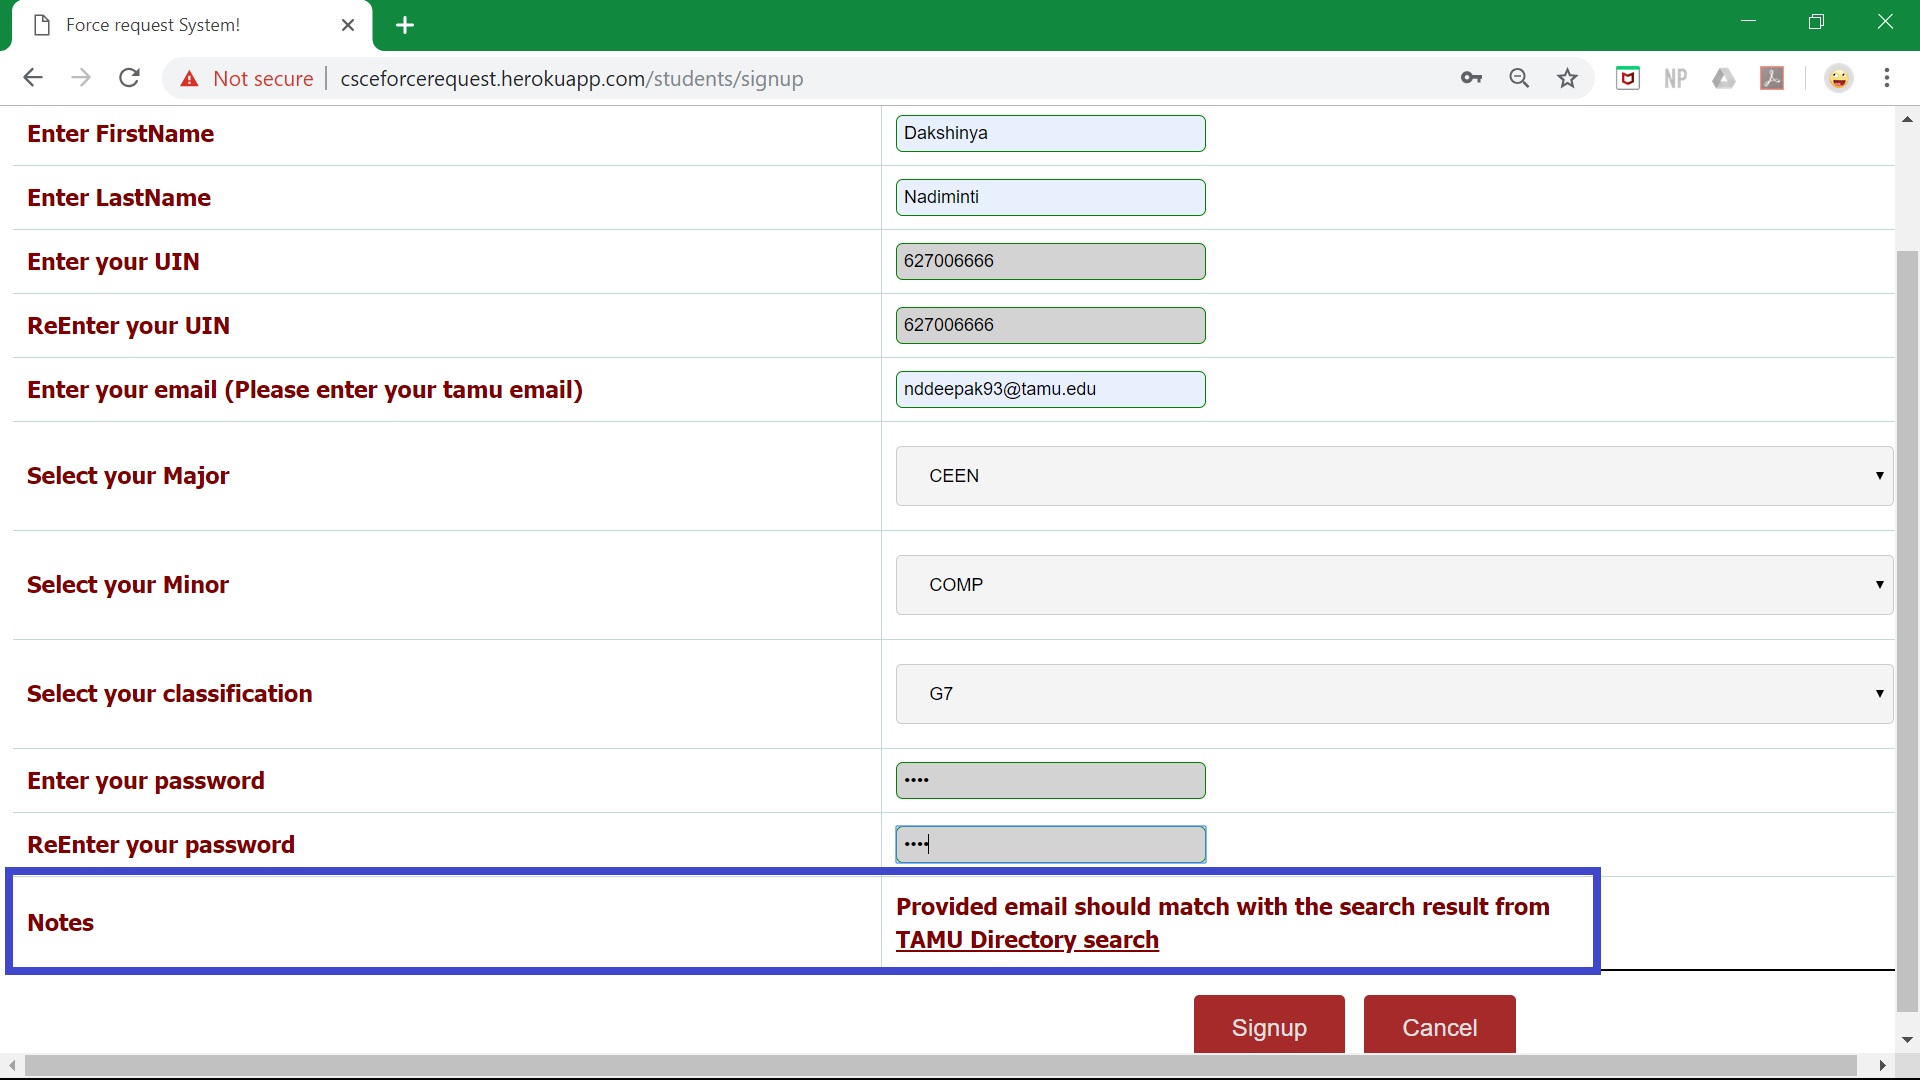 Force request System!
Not secure csceforcerequest.herokuapp.com/students/signup NP
Enter FirstName Dakshinya
Enter LastName Nadiminti
Enter your UIN 627006666
ReEnter your UIN 627006666
Enter your email (Please enter your tamu email) nddeepak93@tamu.edu
Select your Major CEEN
Select your Minor COMP
Select your classification G7
Enter your password ••••
ReEnter your password ••••
Notes Provided email should match with the search result from
TAMU Directory search
Signup Cancel